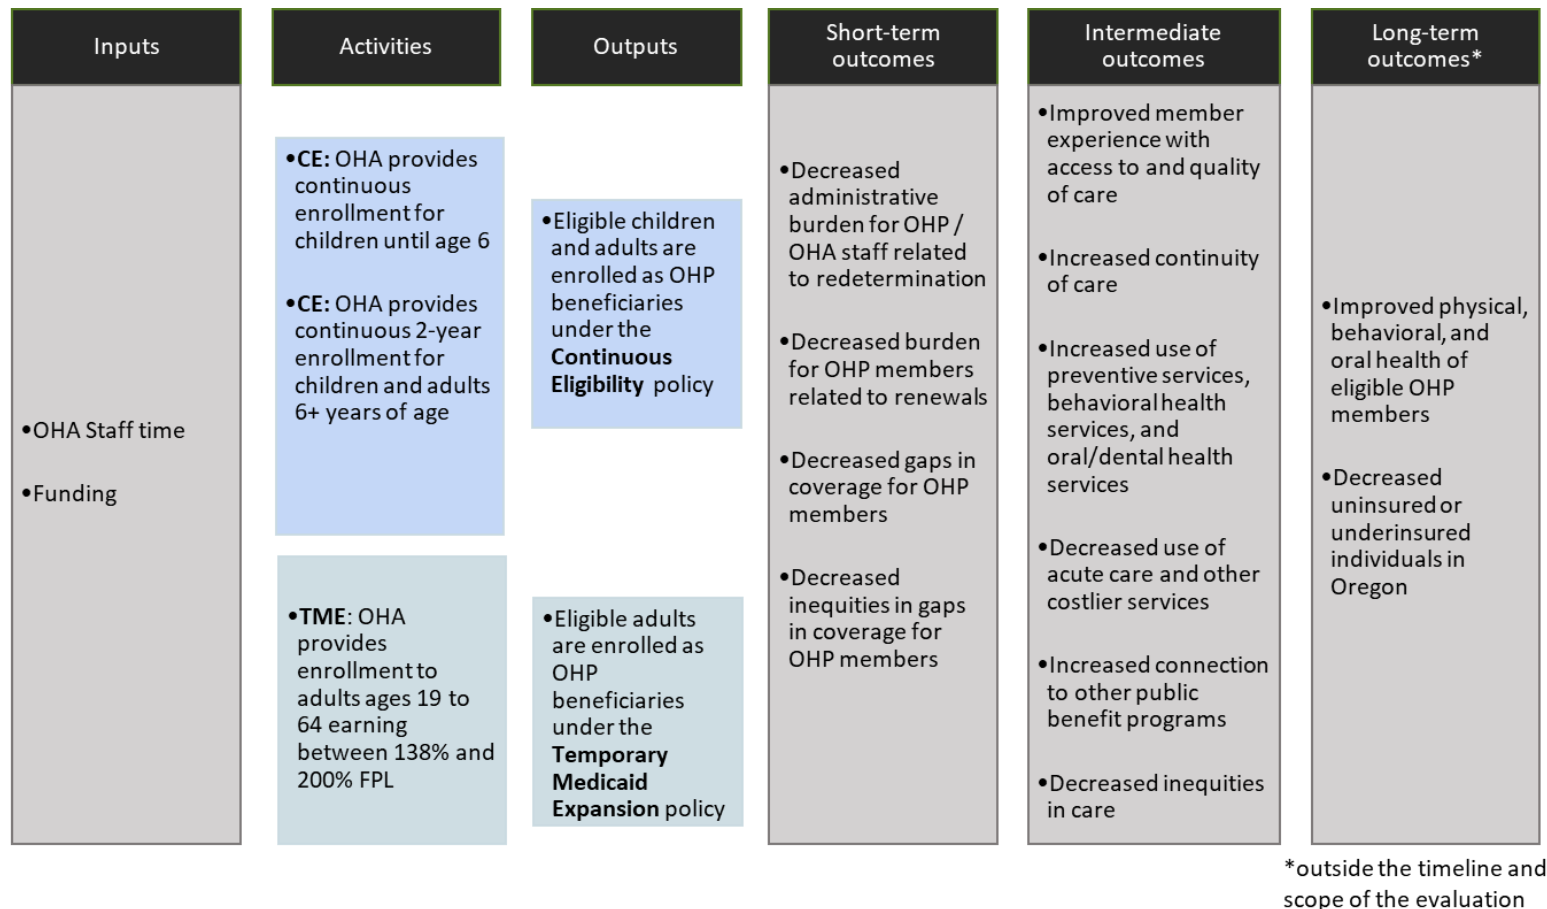 Inputs
•OHA Staff time
•Funding
Activities
•CE: OHA provides
continuous
enrollment for
children until age 6
•CE: OHA provides
continuous 2-year
enrollment for
children and adults
6+ years of age
•TME: OHA
provides
enrollment to
adults ages 19 to
64 earning
between 138% and
200% FPL
Outputs
•Eligible children
and adults are
enrolled as OHP
beneficiaries
under the
Continuous
Eligibility policy
•Eligible adults
are enrolled as
OHP
beneficiaries
under the
Temporary
Medicaid
Expansion policy
Short-term
outcomes
•Decreased
administrative
burden for OHP /
OHA staff related
to redetermination
•Decreased burden
for OHP members
related to renewals
•Decreased gaps in
coverage for OHP
members
•Decreased
inequities in gaps
in coverage for
OHP members
Intermediate
outcomes
•Improved member
experience with
access to and quality
of care
•Increased continuity
of care
•Increased use of
preventive services,
behavioral health
services, and
oral/dental health
services
•Decreased use of
acute care and other
costlier services
•Increased connection
to other public
benefit programs
•Decreased inequities
in care
Long-term
outcomes*
•Improved physical,
behavioral, and
oral health of
eligible OHP
members
•Decreased
uninsured or
underinsured
individuals in
Oregon
*outside the timeline and
scope of the evaluation